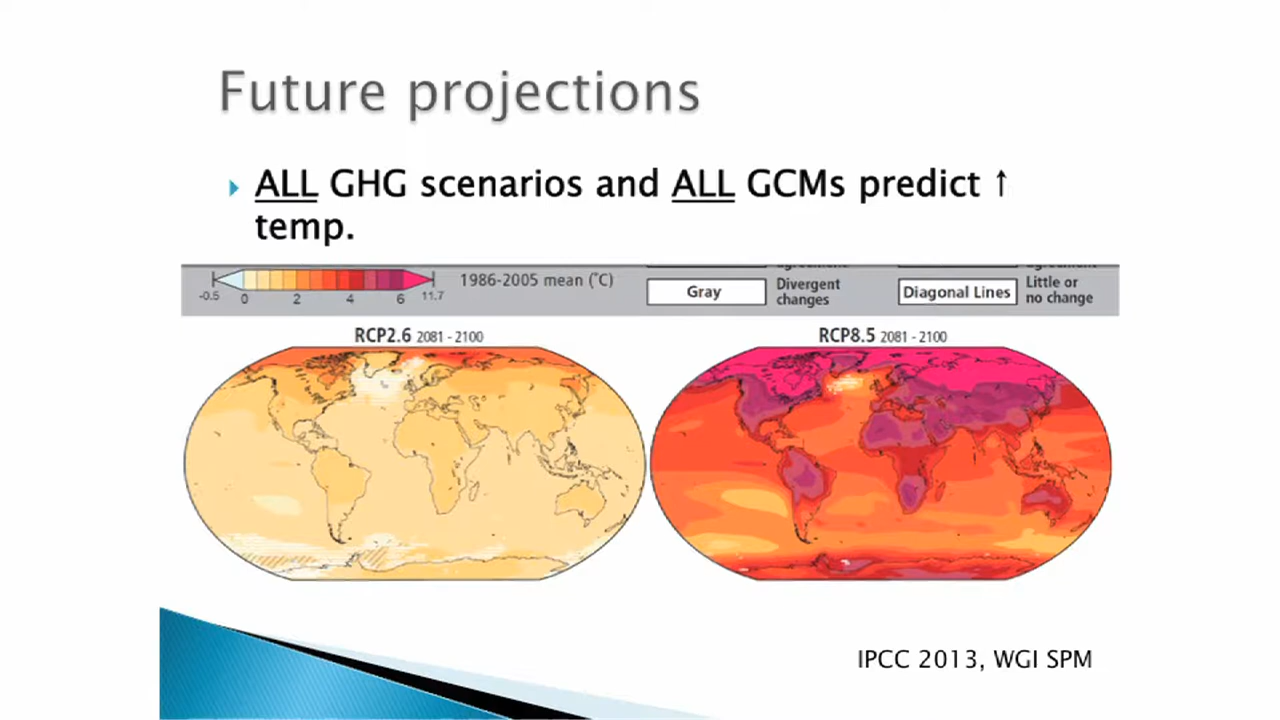 Future projections
ALL GHG scenarios and ALL GCMs predict ↑
temp.
1986-2005 mean (˚C)
-0.5 0 2 4 6 11.7
Gray
Divergent
changes
Diagonal Lines
Little or
no change
RCP2.6 2081 - 2100
RCP8.5 2081 - 2100
IPCC 2013, WGI SPM